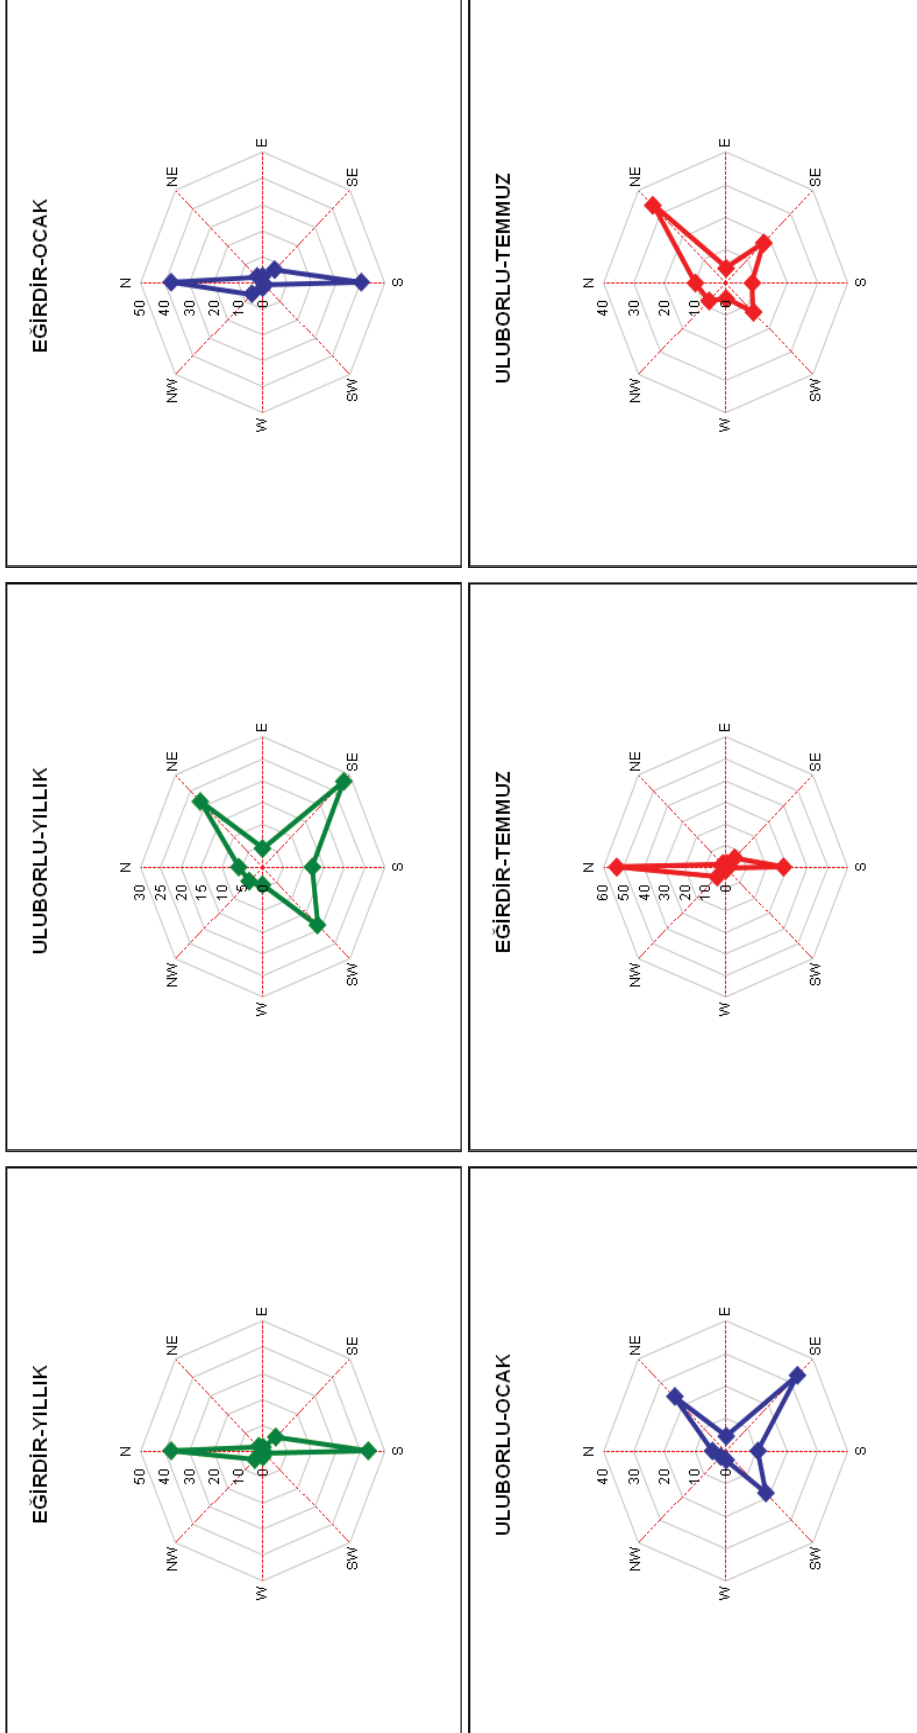 EĞİRDİR-YILLIK
N
50
40
NW NE
30
20
10
W 0 E
SW SE
S
ULUBORLU-YILLIK
N
30
25
NW NE
20
15
10
5
W 0 E
SW SE
S
EĞİRDİR-OCAK
N
50
40
NW NE
30
20
10
W 0 E
SW SE
S
ULUBORLU-OCAK
N
40
NW 30 NE
20
10
W 0 E
SW SE
S
EĞİRDİR-TEMMUZ
N
60
50
NW NE
40
30
20
10
W 0 E
SW SE
S
ULUBORLU-TEMMUZ
N
40
NW 30 NE
20
10
W 0 E
SW SE
S